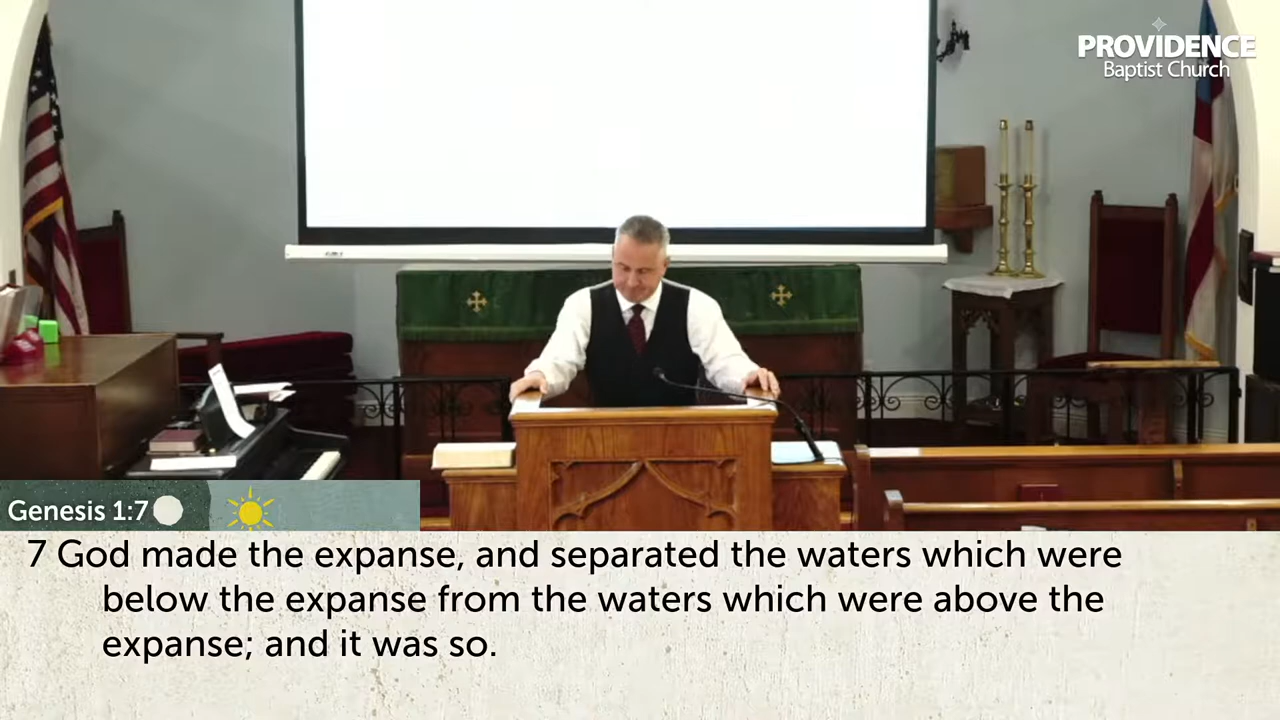 PROVIDENCE
Baptist Church
Genesis 1:7
7 God made the expanse, and separated the waters which were
below the expanse from the waters which were above the
expanse; and it was so.